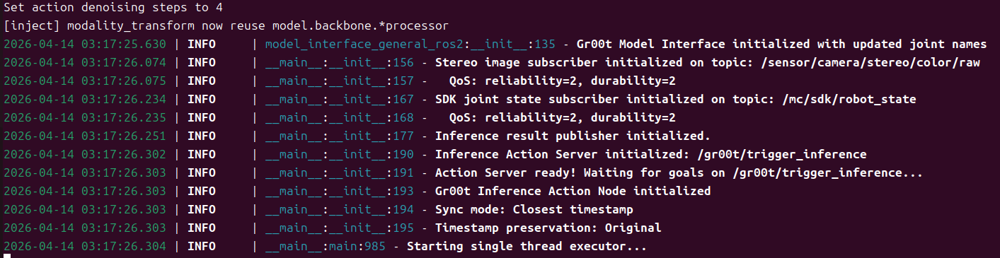 Set action denoising steps to 4
[inject] modality_transform now reuse model.backbone.*processor
2026-04-14 03:17:25.630 | INFO     | model_interface_general_ros2:__init__:135 - Gr00t Model Interface initialized with updated joint names
2026-04-14 03:17:26.074 | INFO     | __main__:__init__:156 - Stereo image subscriber initialized on topic: /sensor/camera/stereo/color/raw
2026-04-14 03:17:26.075 | INFO     | __main__:__init__:157 -   QoS: reliability=2, durability=2
2026-04-14 03:17:26.234 | INFO     | __main__:__init__:167 - SDK joint state subscriber initialized on topic: /mc/sdk/robot_state
2026-04-14 03:17:26.235 | INFO     | __main__:__init__:168 -   QoS: reliability=2, durability=2
2026-04-14 03:17:26.251 | INFO     | __main__:__init__:177 - Inference result publisher initialized.
2026-04-14 03:17:26.302 | INFO     | __main__:__init__:190 - Inference Action Server initialized: /gr00t/trigger_inference
2026-04-14 03:17:26.303 | INFO     | __main__:__init__:191 - Action Server ready! Waiting for goals on /gr00t/trigger_inference...
2026-04-14 03:17:26.303 | INFO     | __main__:__init__:193 - Gr00t Inference Action Node initialized
2026-04-14 03:17:26.303 | INFO     | __main__:__init__:194 - Sync mode: Closest timestamp
2026-04-14 03:17:26.303 | INFO     | __main__:__init__:195 - Timestamp preservation: Original
2026-04-14 03:17:26.304 | INFO     | __main__:main:985 - Starting single thread executor...